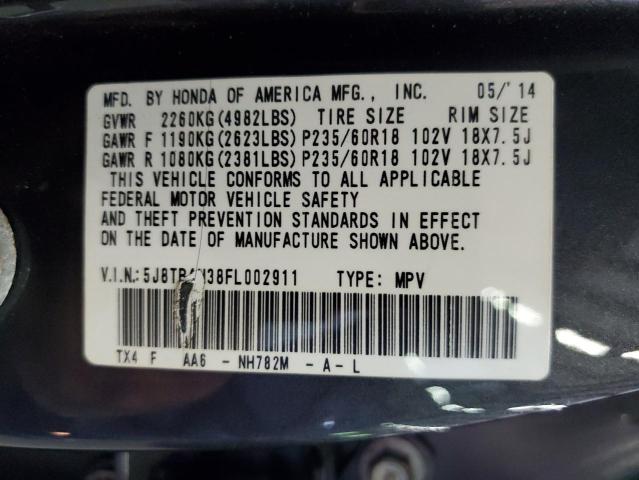 MFD. BY HONDA OF AMERICA MFG., INC. 05/'14
GVWR 2260KG(4982LBS) TIRE SIZE RIM SIZE
GAWR F 1190KG(2623LBS) P235/60R18 102V 18X7.5J
GAWR R 1080KG(2381LBS) P235/60R18 102V 18X7.5J
THIS VEHICLE CONFORMS TO ALL APPLICABLE
FEDERAL MOTOR VEHICLE SAFETY
AND THEFT PREVENTION STANDARDS IN EFFECT
ON THE DATE OF MANUFACTURE SHOWN ABOVE.
V.I.N.: TYPE: MPV
TX4 F AA6 - NH782M - A - L